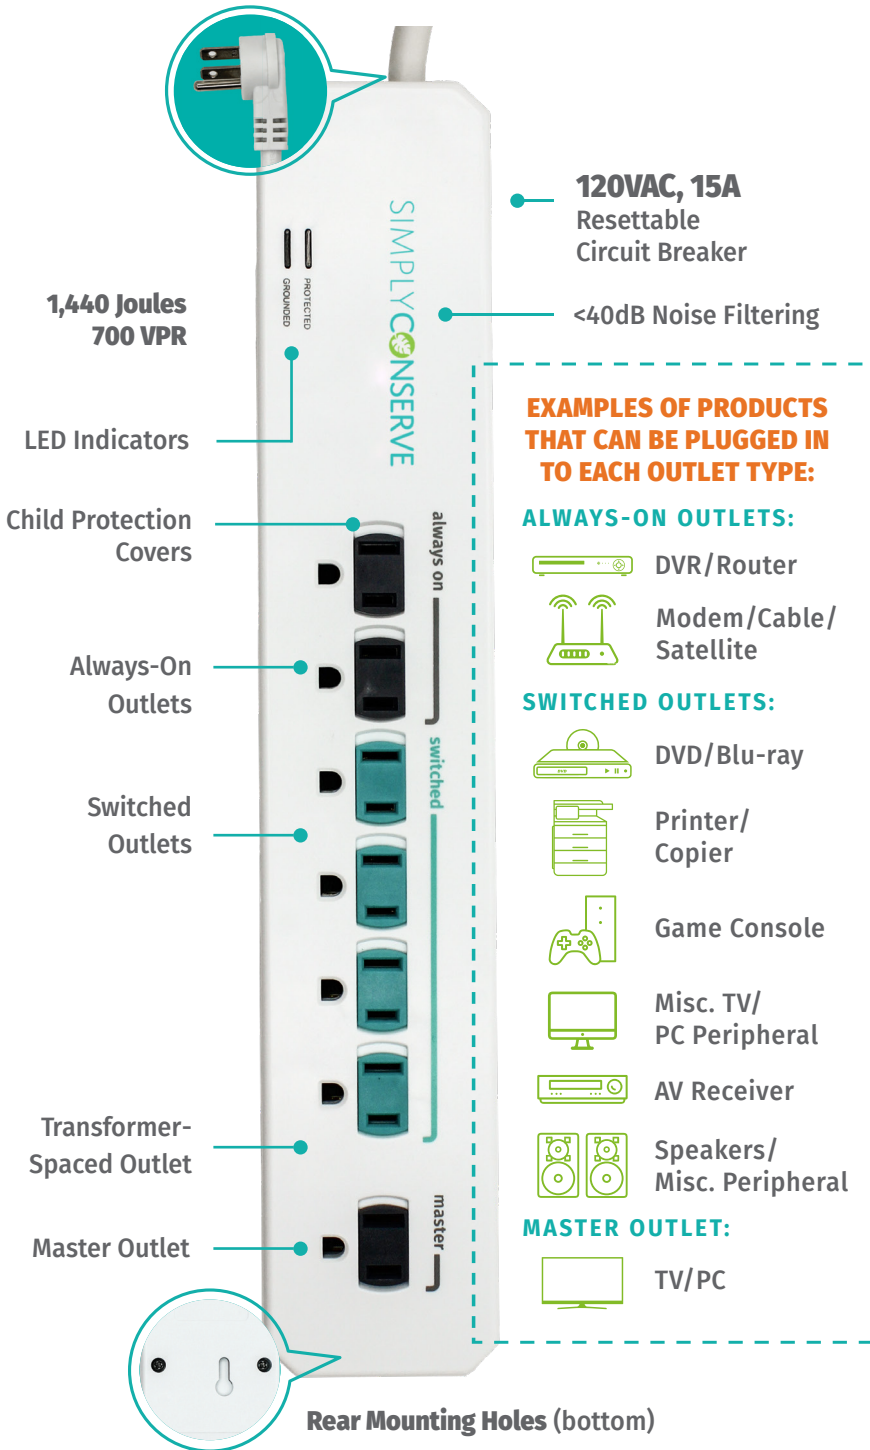 120VAC, 15A
Resettable
Circuit Breaker
<40dB Noise Filtering
1,440 Joules
700 VPR
GROUNDED
PROTECTED
SIMPLYCONSERVE
LED Indicators
Child Protection
Covers
Always-On
Outlets
Switched
Outlets
Transformer-
Spaced Outlet
Master Outlet
always on
switched
master
EXAMPLES OF PRODUCTS
THAT CAN BE PLUGGED IN
TO EACH OUTLET TYPE:
ALWAYS-ON OUTLETS:
DVR/Router
Modem/Cable/
Satellite
SWITCHED OUTLETS:
DVD/Blu-ray
Printer/
Copier
Game Console
Misc. TV/
PC Peripheral
AV Receiver
Speakers/
Misc. Peripheral
MASTER OUTLET:
TV/PC
Rear Mounting Holes (bottom)